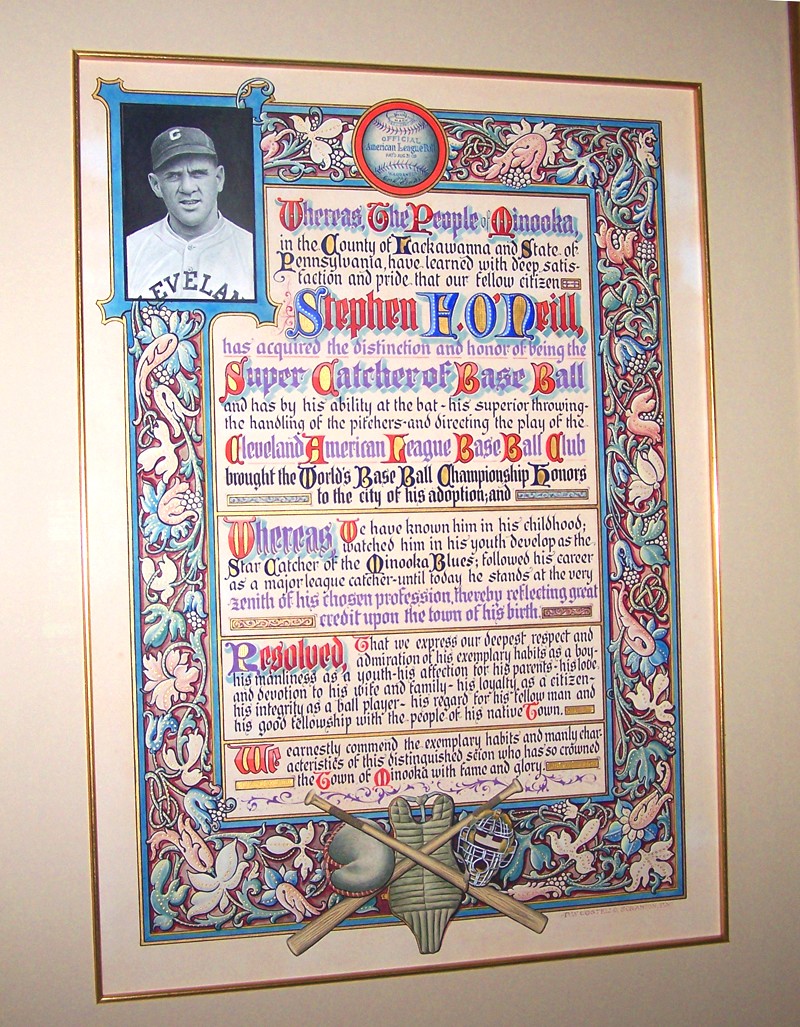 C
CLEVELAN
OFFICIAL
American League Ball
Whereas, The People of Minooka,
in the County of Lackawanna and State of
Pennsylvania, have learned with deep satis-
faction and pride that our fellow citizen
Stephen F. O'Neill,
has acquired the distinction and honor of being the
Super Catcher of Base Ball
and has by his ability at the bat - his superior throwing-
the handling of the pitchers - and directing the play of the
Cleveland American League Base Ball Club
brought the World's Base Ball Championship Honors
to the city of his adoption; and
Whereas, We have known him in his childhood;
watched him in his youth develop as the
Star Catcher of the Minooka Blues; followed his career
as a major league catcher - until today he stands at the very
zenith of his chosen profession, thereby reflecting great
credit upon the town of his birth.
Resolved, That we express our deepest respect and
admiration of his exemplary habits as a boy-
his manliness as a youth - his affection for his parents - his love
and devotion to his wife and family - his loyalty as a citizen-
his integrity as a ball player - his regard for his fellow man and
his good fellowship with the people of his native Town.
We earnestly commend the exemplary habits and manly char-
acteristics of this distinguished scion who has so crowned
the Town of Minooka with fame and glory.